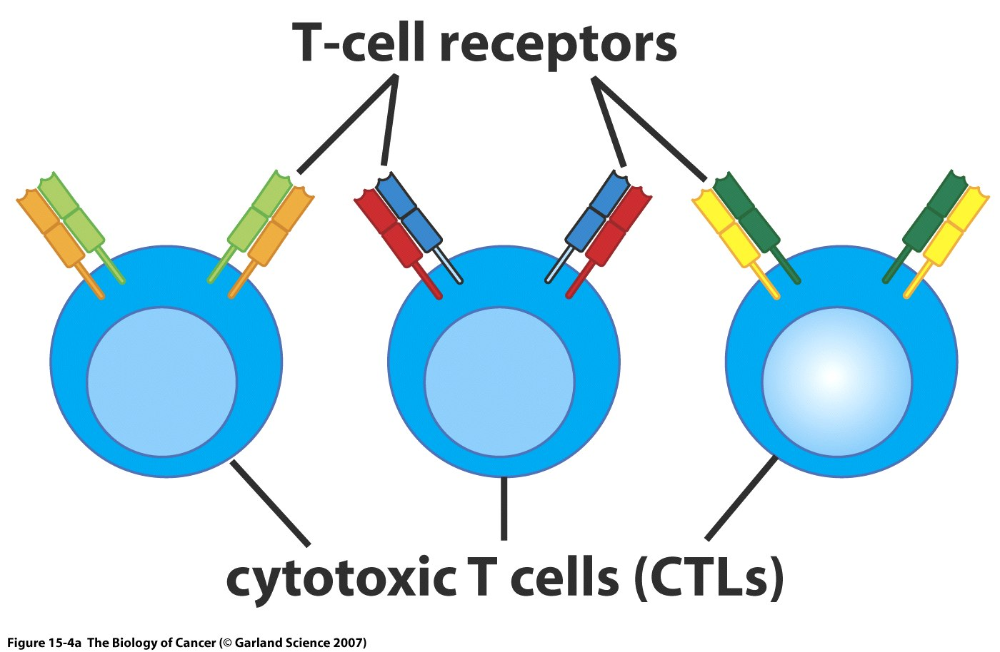 T-cell receptors
cytotoxic T cells (CTLs)
Figure 15-4a The Biology of Cancer (© Garland Science 2007)